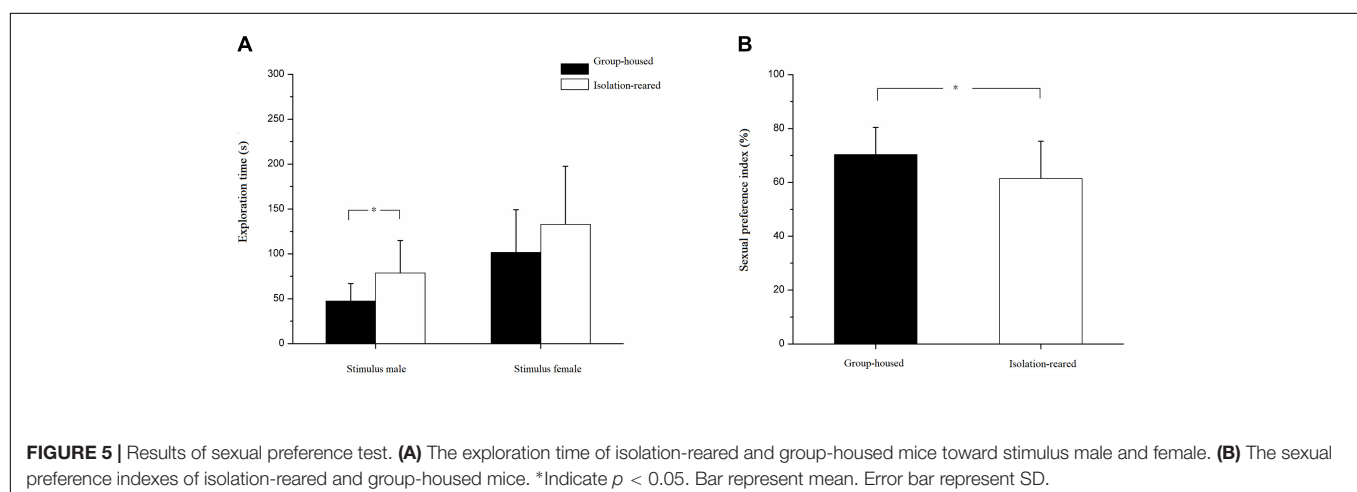 A
Group-housed
Isolation-reared
300
250
200
150
100
50
0
Exploration time (s)
*
Stimulus male
Stimulus female
B
100
80
60
40
20
0
Sexual preference index (%)
*
Group-housed
Isolation-reared
FIGURE 5 | Results of sexual preference test. (A) The exploration time of isolation-reared and group-housed mice toward stimulus male and female. (B) The sexual
preference indexes of isolation-reared and group-housed mice. *Indicate p < 0.05. Bar represent mean. Error bar represent SD.